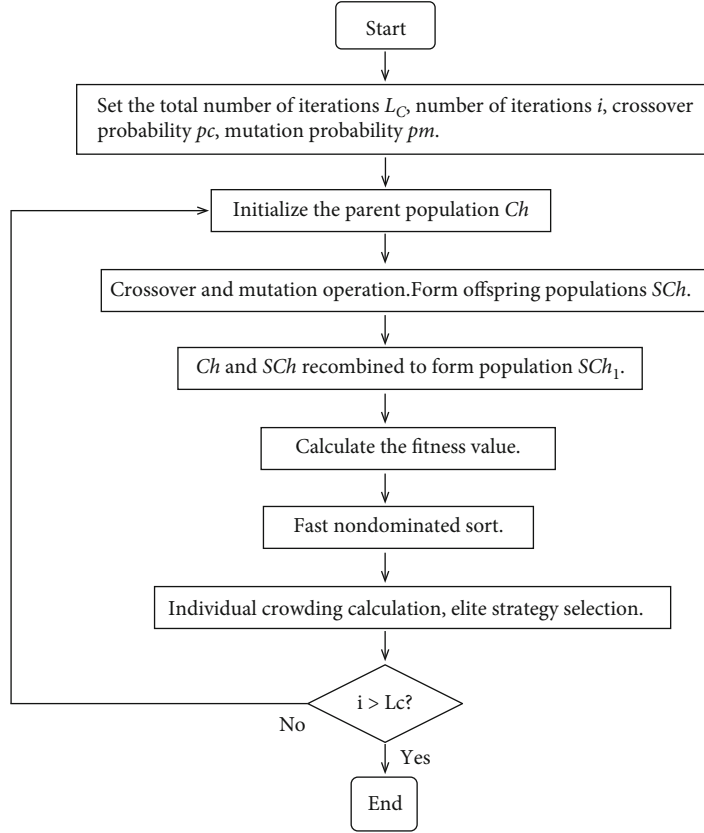 Start
Set the total number of iterations L_C, number of iterations i, crossover
probability pc, mutation probability pm.
Initialize the parent population Ch
Crossover and mutation operation.Form offspring populations SCh.
Ch and SCh recombined to form population SCh₁.
Calculate the fitness value.
Fast nondominated sort.
Individual crowding calculation, elite strategy selection.
i > Lc?
No
Yes
End